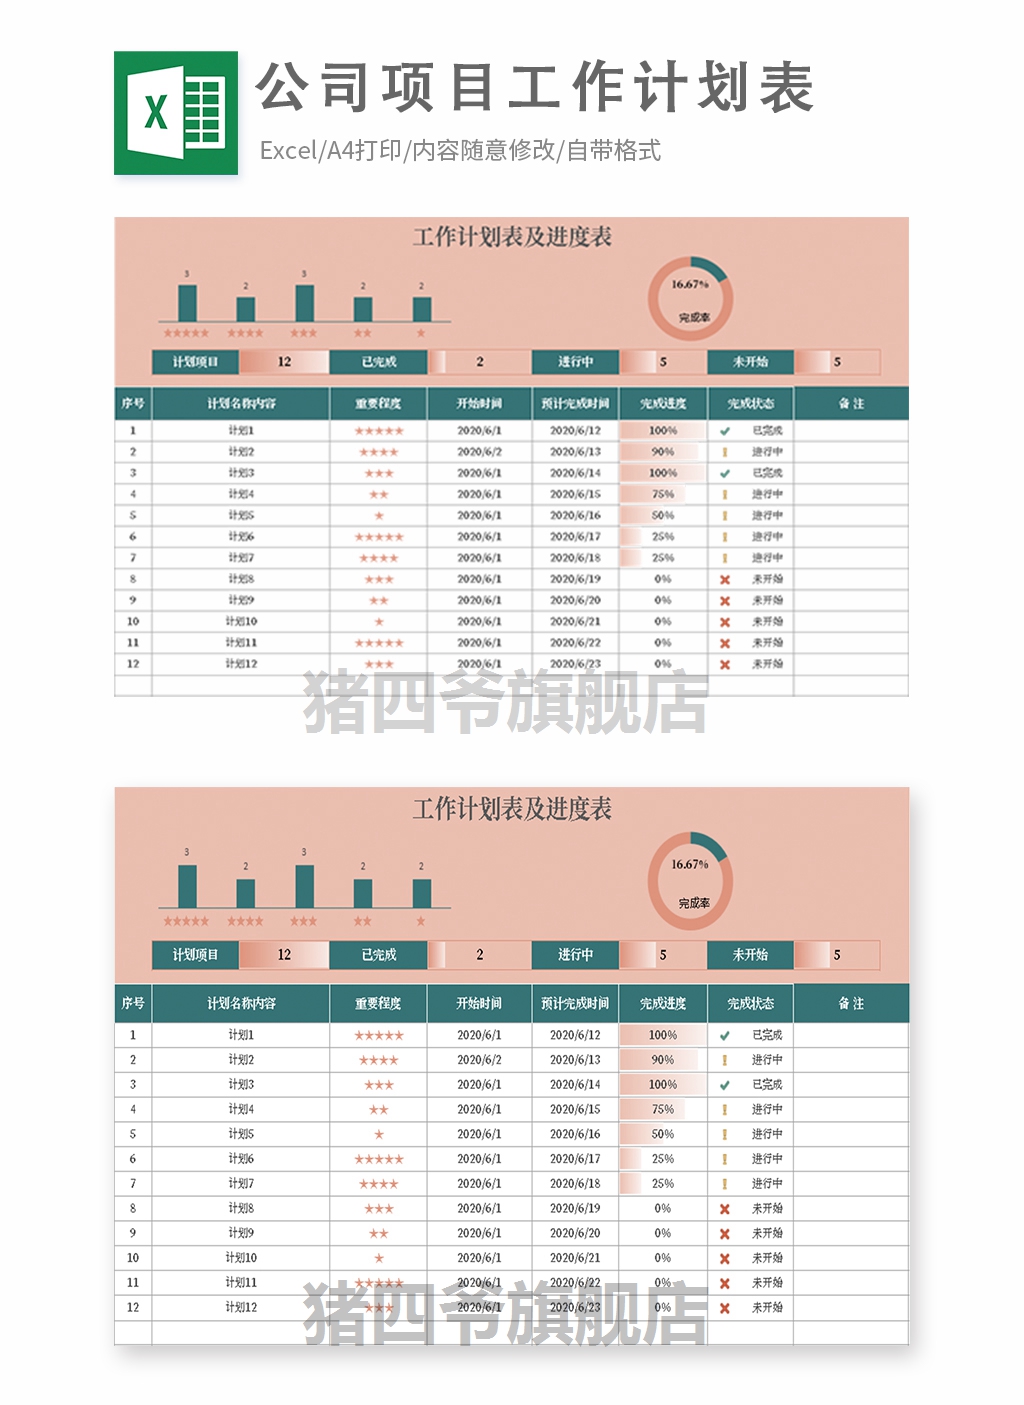 公司项目工作计划表
Excel/A4打印/内容随意修改/自带格式
工作计划表及进度表
3 2 3 2 2
★★★★★ ★★★★ ★★★ ★★ ★
16.67%
完成率
计划项目 12 已完成 2 进行中 5 未开始 5
序号 计划名称内容 重要程度 开始时间 预计完成时间 完成进度 完成状态 备注
1 计划1 ★★★★★ 2020/6/1 2020/6/12 100% ✔ 已完成
2 计划2 ★★★★ 2020/6/2 2020/6/13 90% ! 进行中
3 计划3 ★★★ 2020/6/1 2020/6/14 100% ✔ 已完成
4 计划4 ★★ 2020/6/1 2020/6/15 75% ! 进行中
5 计划5 ★ 2020/6/1 2020/6/16 50% ! 进行中
6 计划6 ★★★★★ 2020/6/1 2020/6/17 25% ! 进行中
7 计划7 ★★★★ 2020/6/1 2020/6/18 25% ! 进行中
8 计划8 ★★★ 2020/6/1 2020/6/19 0% ✖ 未开始
9 计划9 ★★ 2020/6/1 2020/6/20 0% ✖ 未开始
10 计划10 ★ 2020/6/1 2020/6/21 0% ✖ 未开始
11 计划11 ★★★★★ 2020/6/1 2020/6/22 0% ✖ 未开始
12 计划12 ★★★ 2020/6/1 2020/6/23 0% ✖ 未开始
猪四爷旗舰店
工作计划表及进度表
3 2 3 2 2
★★★★★ ★★★★ ★★★ ★★ ★
16.67%
完成率
计划项目 12 已完成 2 进行中 5 未开始 5
序号 计划名称内容 重要程度 开始时间 预计完成时间 完成进度 完成状态 备注
1 计划1 ★★★★★ 2020/6/1 2020/6/12 100% ✔ 已完成
2 计划2 ★★★★ 2020/6/2 2020/6/13 90% ! 进行中
3 计划3 ★★★ 2020/6/1 2020/6/14 100% ✔ 已完成
4 计划4 ★★ 2020/6/1 2020/6/15 75% ! 进行中
5 计划5 ★ 2020/6/1 2020/6/16 50% ! 进行中
6 计划6 ★★★★★ 2020/6/1 2020/6/17 25% ! 进行中
7 计划7 ★★★★ 2020/6/1 2020/6/18 25% ! 进行中
8 计划8 ★★★ 2020/6/1 2020/6/19 0% ✖ 未开始
9 计划9 ★★ 2020/6/1 2020/6/20 0% ✖ 未开始
10 计划10 ★ 2020/6/1 2020/6/21 0% ✖ 未开始
11 计划11 ★★★★★ 2020/6/1 2020/6/22 0% ✖ 未开始
12 计划12 ★★★ 2020/6/1 2020/6/23 0% ✖ 未开始
猪四爷旗舰店